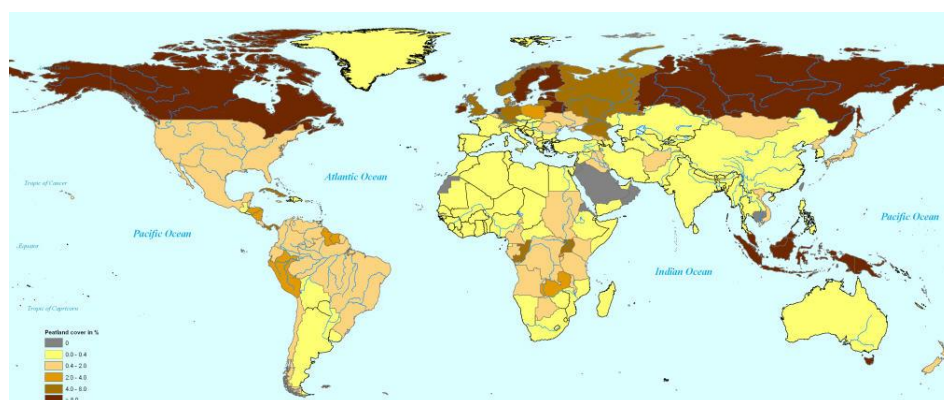 Tropic of Cancer
Atlantic Ocean
Pacific Ocean
Pacific Ocean
Equator
Indian Ocean
Tropic of Capricorn
Peatland cover in %
0
0.0 - 0.4
0.4 - 2.0
2.0 - 4.0
4.0 - 8.0